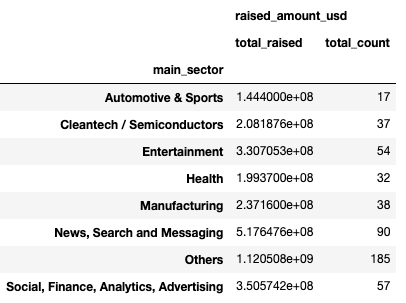 raised_amount_usd
total_raised total_count
main_sector
Automotive & Sports 1.444000e+08 17
Cleantech / Semiconductors 2.081876e+08 37
Entertainment 3.307053e+08 54
Health 1.993700e+08 32
Manufacturing 2.371600e+08 38
News, Search and Messaging 5.176476e+08 90
Others 1.120508e+09 185
Social, Finance, Analytics, Advertising 3.505742e+08 57